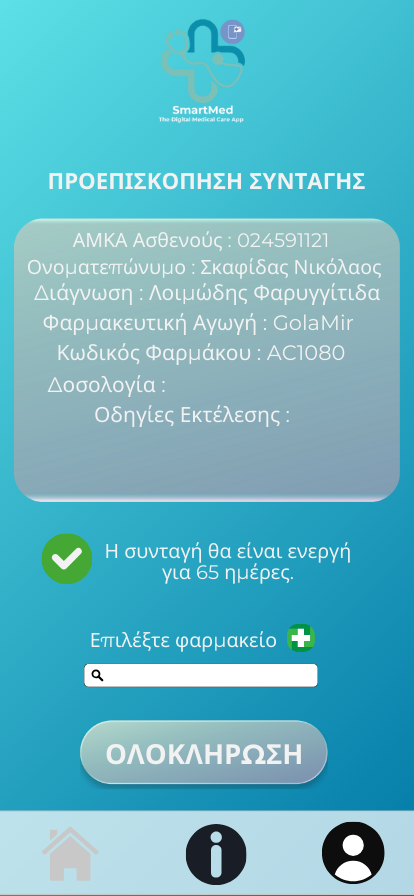 SmartMed
The Digital Medical Care App
ΠΡΟΕΠΙΣΚΟΠΗΣΗ ΣΥΝΤΑΓΗΣ
ΑΜΚΑ Ασθενούς : 024591121
Ονοματεπώνυμο : Σκαφίδας Νικόλαος
Διάγνωση : Λοιμώδης Φαρυγγίτιδα
Φαρμακευτική Αγωγή : GolaMir
Κωδικός Φαρμάκου : AC1080
Δοσολογία :
Οδηγίες Εκτέλεσης :
Η συνταγή θα είναι ενεργή
για 65 ημέρες.
Επιλέξτε φαρμακείο
ΟΛΟΚΛΗΡΩΣΗ